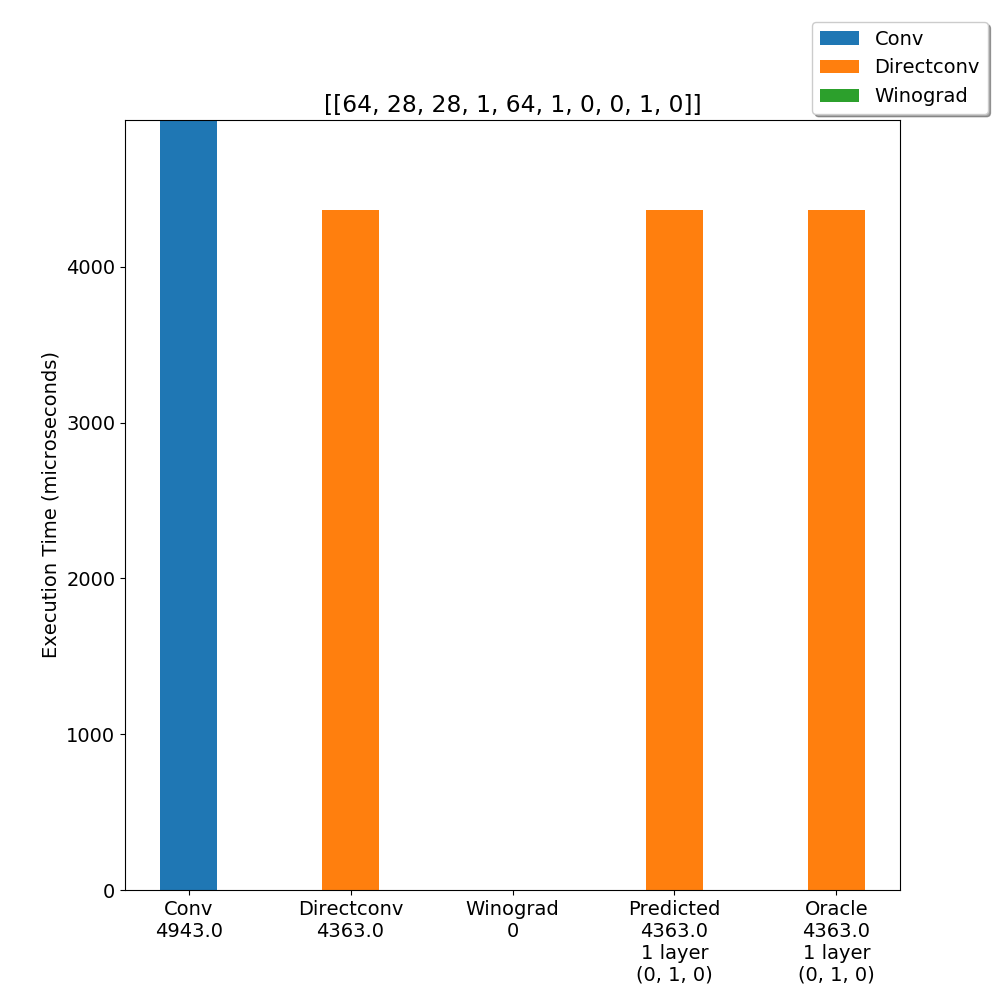 Conv
Directconv
Winograd
[[64, 28, 28, 1, 64, 1, 0, 0, 1, 0]]
Execution Time (microseconds)
4000
3000
2000
1000
0
Conv
4943.0
Directconv
4363.0
Winograd
0
Predicted
4363.0
1 layer
(0, 1, 0)
Oracle
4363.0
1 layer
(0, 1, 0)